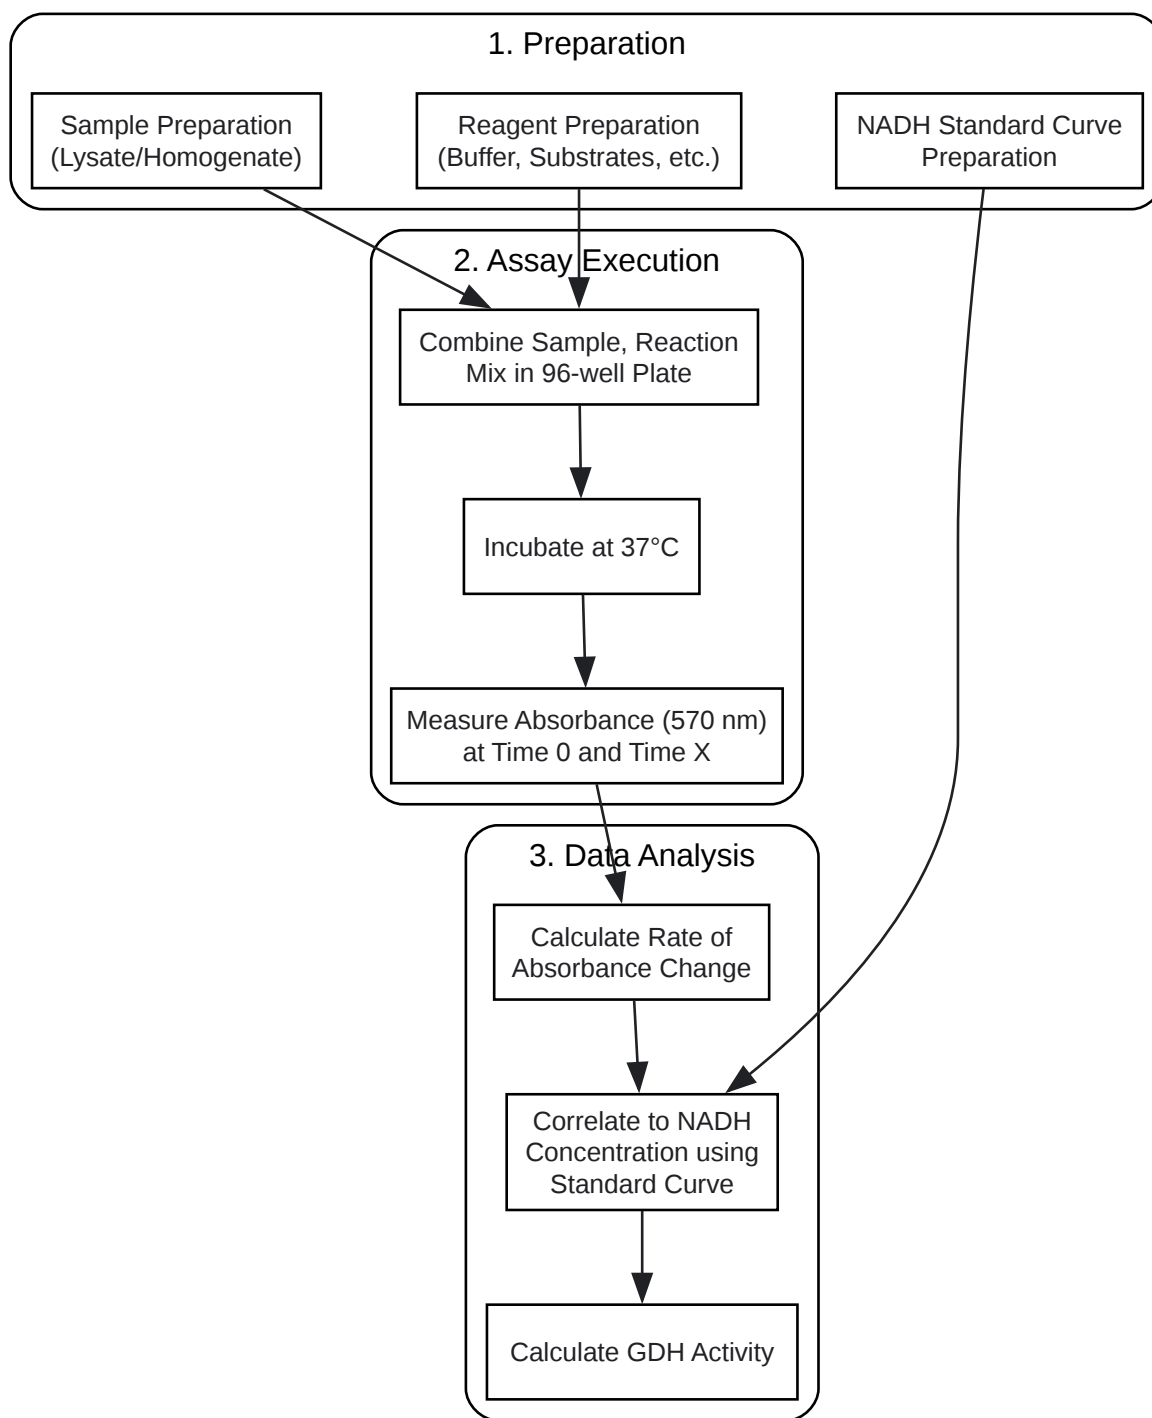 1. Preparation
Sample Preparation
(Lysate/Homogenate)
Reagent Preparation
(Buffer, Substrates, etc.)
NADH Standard Curve
Preparation
2. Assay Execution
Combine Sample, Reaction
Mix in 96-well Plate
Incubate at 37°C
Measure Absorbance (570 nm)
at Time 0 and Time X
3. Data Analysis
Calculate Rate of
Absorbance Change
Correlate to NADH
Concentration using
Standard Curve
Calculate GDH Activity